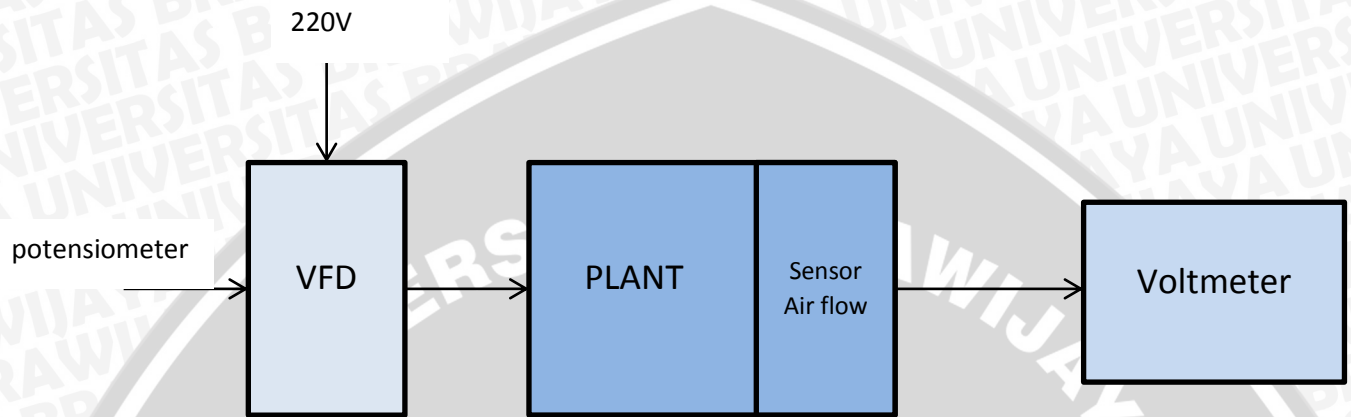 220V
potensiometer
VFD
PLANT
Sensor
Air flow
Voltmeter